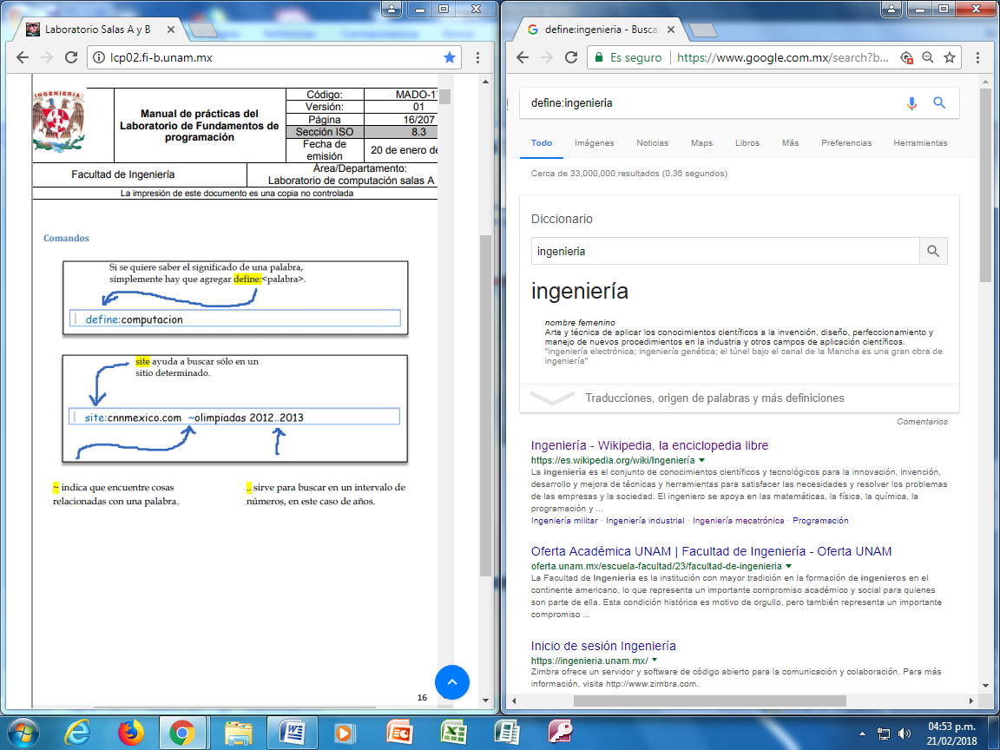 Laboratorio Salas A y B
lcp02.fi-b.unam.mx
INGENIERIA
Manual de prácticas del
Laboratorio de Fundamentos de
programación
Código:
MADO-1
Versión:
01
Página
16/207
Sección ISO
8.3
Fecha de
emisión
20 de enero de
Facultad de Ingeniería
Área/Departamento:
Laboratorio de computación salas A
La impresión de este documento es una copia no controlada
Comandos
Si se quiere saber el significado de una palabra,
simplemente hay que agregar define:<palabra>.
define:computacion
site ayuda a buscar sólo en un
sitio determinado.
site:cnnmexico.com ~olimpiadas 2012..2013
~ indica que encuentre cosas
relacionadas con una palabra.
.. sirve para buscar en un intervalo de
números, en este caso de años.
16
define:ingenieria - Busca
Es seguro
https://www.google.com.mx/search?b...
define:ingenieria
Todo
Imágenes
Noticias
Maps
Libros
Más
Preferencias
Herramientas
Cerca de 33,000,000 resultados (0.36 segundos)
Diccionario
ingenieria
ingeniería
nombre femenino
Arte y técnica de aplicar los conocimientos científicos a la invención, diseño, perfeccionamiento y
manejo de nuevos procedimientos en la industria y otros campos de aplicación científicos.
"ingeniería electrónica; ingeniería genética; el túnel bajo el canal de la Mancha es una gran obra de
ingeniería"
Traducciones, origen de palabras y más definiciones
Comentarios
Ingeniería - Wikipedia, la enciclopedia libre
https://es.wikipedia.org/wiki/Ingeniería
La ingeniería es el conjunto de conocimientos científicos y tecnológicos para la innovación, invención,
desarrollo y mejora de técnicas y herramientas para satisfacer las necesidades y resolver los problemas
de las empresas y la sociedad. El ingeniero se apoya en las matemáticas, la física, la química, la
programación y ...
Ingeniería militar · Ingeniería industrial · Ingeniería mecatrónica · Programación
Oferta Académica UNAM | Facultad de Ingeniería - Oferta UNAM
oferta.unam.mx/escuela-facultad/23/facultad-de-ingenieria
La Facultad de Ingeniería es la institución con mayor tradición en la formación de ingenieros en el
continente americano, lo que representa un importante compromiso académico y social para quienes
son parte de ella. Esta condición histórica es motivo de orgullo, pero también representa un importante
compromiso ...
Inicio de sesión Ingeniería
https://ingenieria.unam.mx/
Zimbra ofrece un servidor y software de código abierto para la comunicación y colaboración. Para más
información, visita http://www.zimbra.com.
04:53 p.m.
21/02/2018